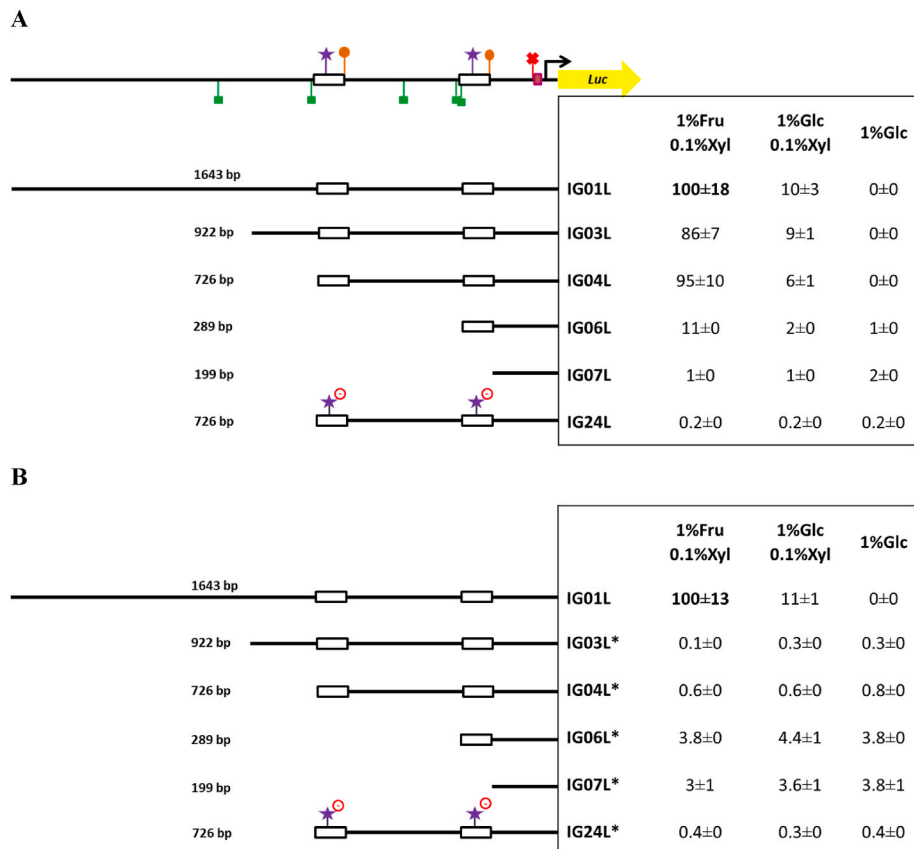 A
Luc
1%Fru 0.1%Xyl 1%Glc 0.1%Xyl 1%Glc
1643 bp IG01L 100±18 10±3 0±0
922 bp IG03L 86±7 9±1 0±0
726 bp IG04L 95±10 6±1 0±0
289 bp IG06L 11±0 2±0 1±0
199 bp IG07L 1±0 1±0 2±0
726 bp IG24L 0.2±0 0.2±0 0.2±0
B
1%Fru 0.1%Xyl 1%Glc 0.1%Xyl 1%Glc
1643 bp IG01L 100±13 11±1 0±0
922 bp IG03L* 0.1±0 0.3±0 0.3±0
726 bp IG04L* 0.6±0 0.6±0 0.8±0
289 bp IG06L* 3.8±0 4.4±1 3.8±0
199 bp IG07L* 3±1 3.6±1 3.8±1
726 bp IG24L* 0.4±0 0.3±0 0.4±0